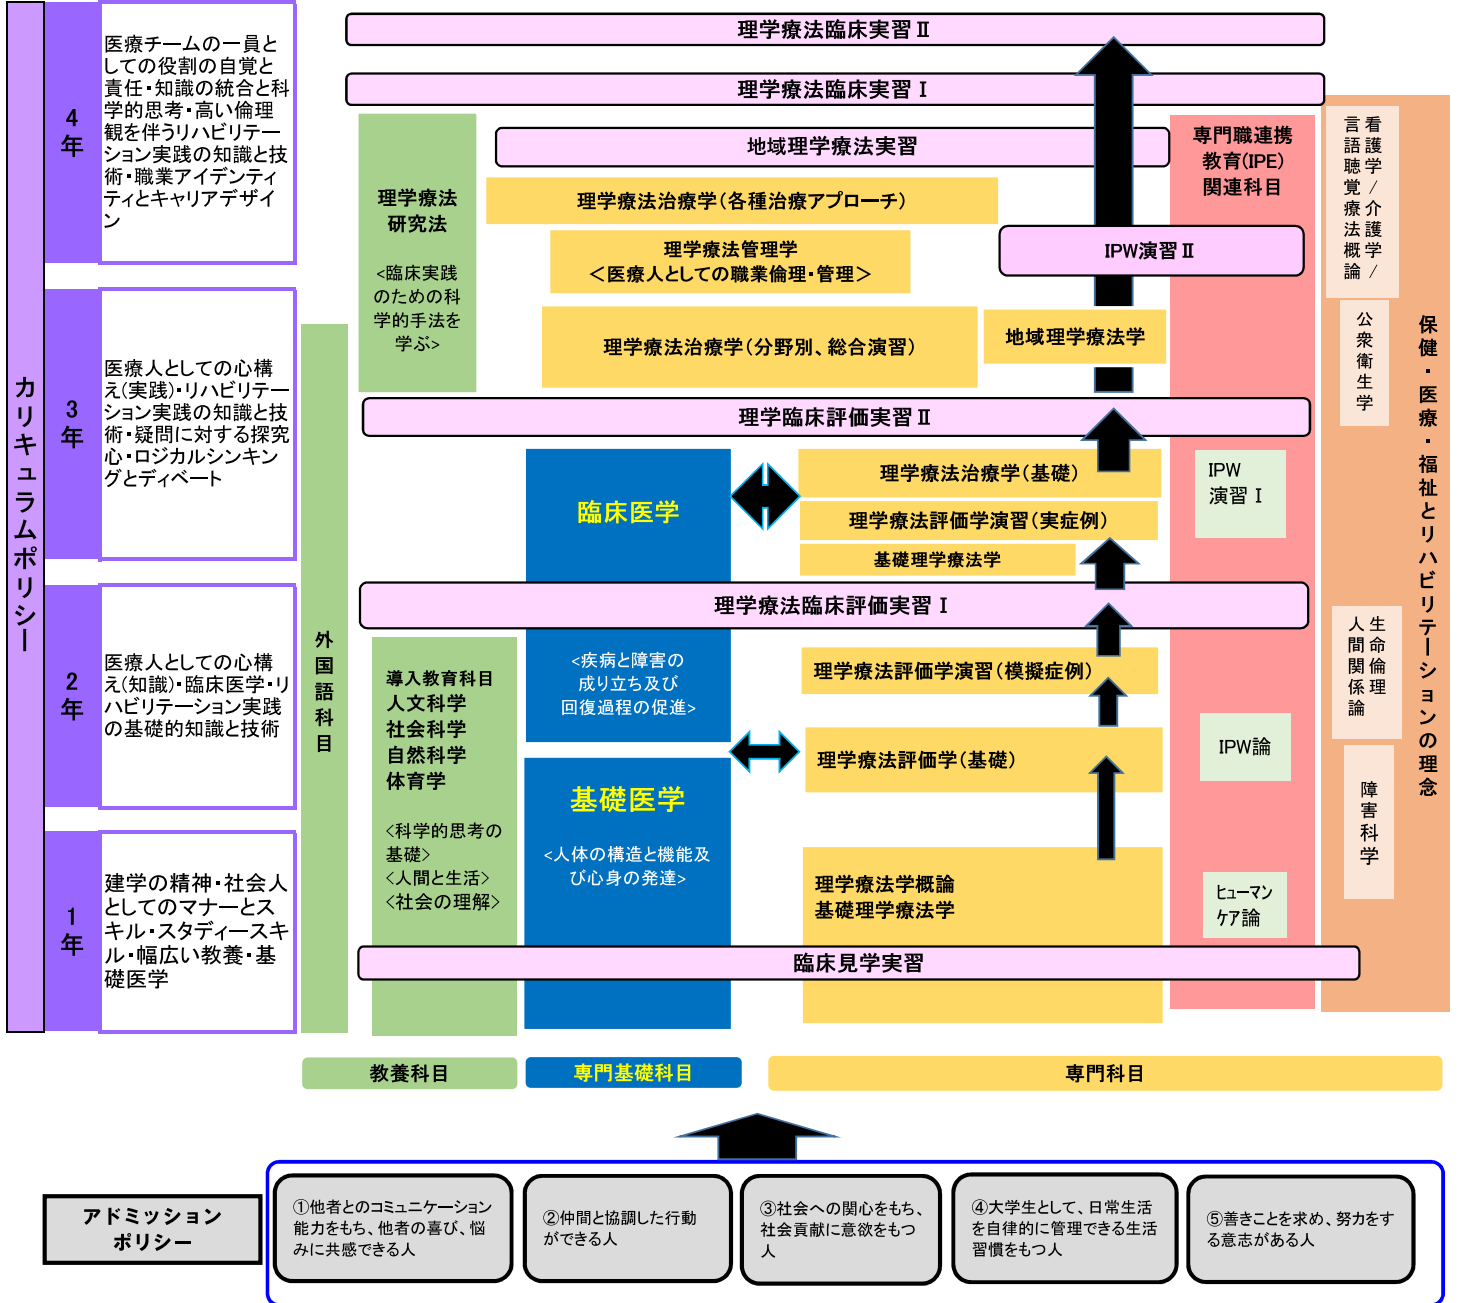 カリキュラムポリシー
4
年
医療チームの一員と
しての役割の自覚と
責任・知識の統合と科
学的思考・高い倫理
観を伴うリハビリテー
ション実践の知識と技
術・職業アイデンティ
ティとキャリアデザイ
ン
3
年
医療人としての心構
え(実践)・リハビリテー
ション実践の知識と技
術・疑問に対する探究
心・ロジカルシンキン
グとディベート
2
年
医療人としての心構
え(知識)・臨床医学・リ
ハビリテーション実践
の基礎的知識と技術
1
年
建学の精神・社会人
としてのマナーとス
キル・スタディースキ
ル・幅広い教養・基
礎医学
外国語科目
理学療法臨床実習Ⅱ
理学療法臨床実習Ⅰ
地域理学療法実習
理学療法
研究法
<臨床実践
のための科
学的手法を
学ぶ>
理学療法治療学(各種治療アプローチ)
理学療法管理学
＜医療人としての職業倫理・管理＞
理学療法治療学(分野別、総合演習)
地域理学療法学
専門職連携
教育(IPE)
関連科目
IPW演習Ⅱ
理学臨床評価実習Ⅱ
臨床医学
<疾病と障害の
成り立ち及び
回復過程の促進>
理学療法治療学(基礎)
理学療法評価学演習(実症例)
基礎理学療法学
IPW
演習Ⅰ
理学療法臨床評価実習Ⅰ
導入教育科目
人文科学
社会科学
自然科学
体育学
<科学的思考の
基礎>
<人間と生活>
<社会の理解>
基礎医学
<人体の構造と機能及
び心身の発達>
理学療法評価学演習(模擬症例)
理学療法評価学(基礎)
理学療法学概論
基礎理学療法学
IPW論
ヒューマン
ケア論
臨床見学実習
看護学/介護学/
言語聴覚療法概論
公衆衛生学
生命倫理
人間関係論
障害科学
保健・医療・福祉とリハビリテーションの理念
教養科目
専門基礎科目
専門科目
アドミッション
ポリシー
①他者とのコミュニケーション
能力をもち、他者の喜び、悩
みに共感できる人
②仲間と協調した行動
ができる人
③社会への関心をもち、
社会貢献に意欲をもつ
人
④大学生として、日常生活
を自律的に管理できる生活
習慣をもつ人
⑤善きことを求め、努力をす
る意志がある人